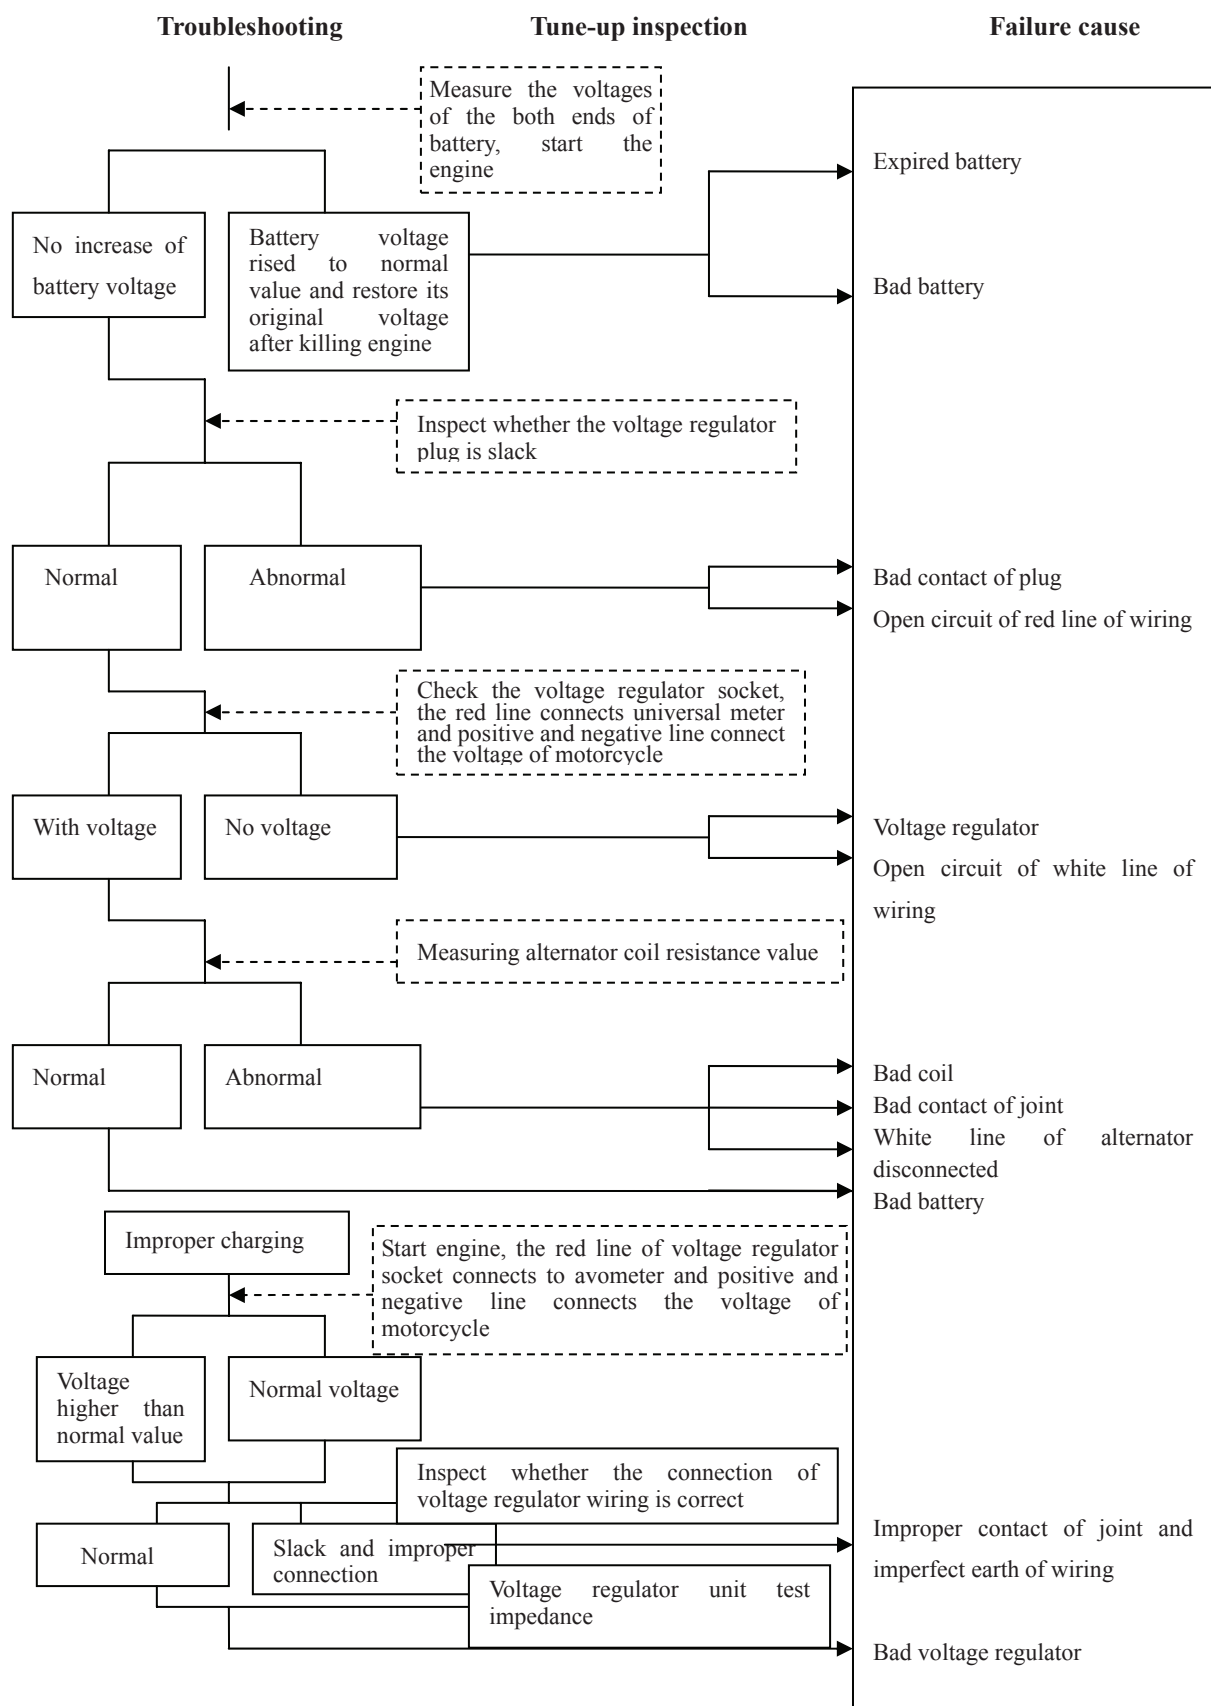 Troubleshooting Tune-up inspection Failure cause
Measure the voltages
of the both ends of
battery, start the
engine
Expired battery
No increase of
battery voltage
Battery voltage
rised to normal
value and restore its
original voltage
after killing engine
Bad battery
Inspect whether the voltage regulator
plug is slack
Normal
Abnormal
Bad contact of plug
Open circuit of red line of wiring
Check the voltage regulator socket,
the red line connects universal meter
and positive and negative line connect
the voltage of motorcycle
With voltage
No voltage
Voltage regulator
Open circuit of white line of
wiring
Measuring alternator coil resistance value
Normal
Abnormal
Bad coil
Bad contact of joint
White line of alternator
disconnected
Bad battery
Improper charging
Start engine, the red line of voltage regulator
socket connects to avometer and positive and
negative line connects the voltage of
motorcycle
Voltage
higher than
normal value
Normal voltage
Inspect whether the connection of
voltage regulator wiring is correct
Normal
Slack and improper
connection
Improper contact of joint and
imperfect earth of wiring
Voltage regulator unit test
impedance
Bad voltage regulator